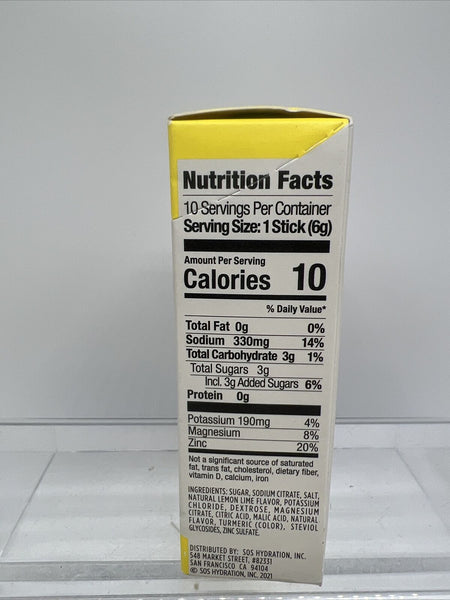 Nutrition Facts
10 Servings Per Container
Serving Size: 1 Stick (6g)
Amount Per Serving
Calories 10
% Daily Value*
Total Fat 0g 0%
Sodium 330mg 14%
Total Carbohydrate 3g 1%
Total Sugars 3g
Incl. 3g Added Sugars 6%
Protein 0g
Potassium 190mg 4%
Magnesium 8%
Zinc 20%
Not a significant source of saturated
fat, trans fat, cholesterol, dietary fiber,
vitamin D, calcium, iron
INGREDIENTS: SUGAR, SODIUM CITRATE, SALT,
NATURAL LEMON LIME FLAVOR, POTASSIUM
CHLORIDE, DEXTROSE, MAGNESIUM
CITRATE, CITRIC ACID, MALIC ACID, NATURAL
FLAVOR, TURMERIC (COLOR), STEVIOL
GLYCOSIDES, ZINC SULFATE.
DISTRIBUTED BY: SOS HYDRATION, INC.
548 MARKET STREET, #82331
SAN FRANCISCO, CA 94104
© SOS HYDRATION, INC. 2021